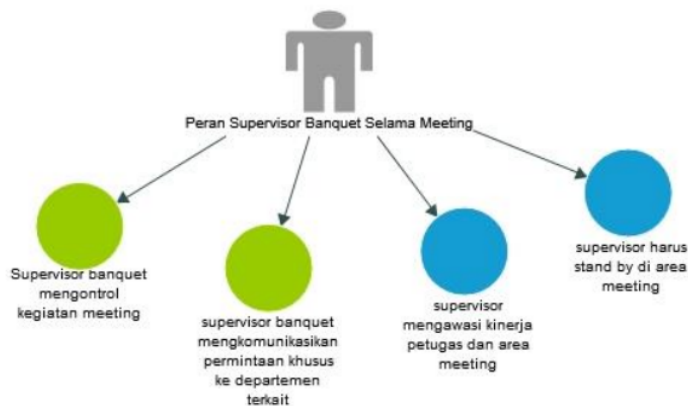 Peran Supervisor Banquet Selama Meeting
Supervisor banquet
mengontrol
kegiatan meeting
supervisor banquet
mengkomunikasikan
permintaan khusus
ke departemen
terkait
supervisor
mengawasi kinerja
petugas dan area
meeting
supervisor harus
stand by di area
meeting